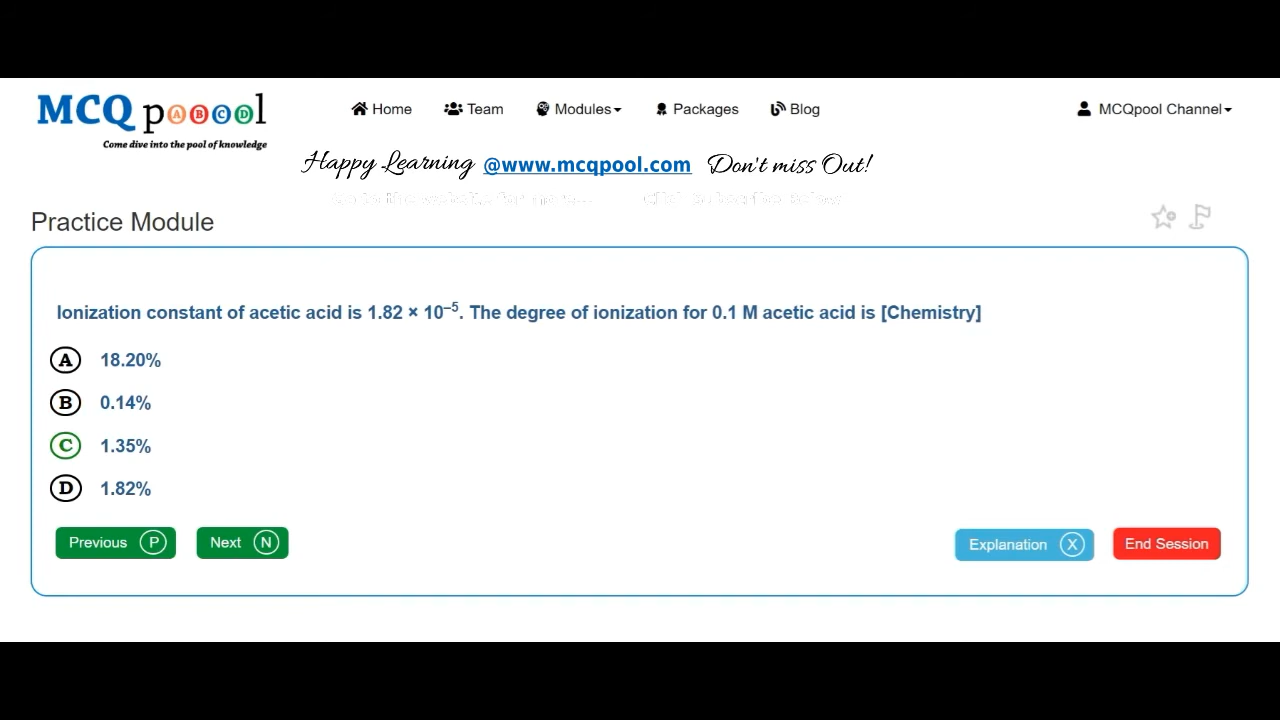 MCQ pooool
Come dive into the pool of knowledge
Home Team Modules Packages Blog MCQpool Channel
Happy Learning @www.mcqpool.com Don't miss Out!
Practice Module
Ionization constant of acetic acid is 1.82 × 10⁻⁵. The degree of ionization for 0.1 M acetic acid is [Chemistry]
A 18.20%
B 0.14%
C 1.35%
D 1.82%
Previous P Next N Explanation X End Session